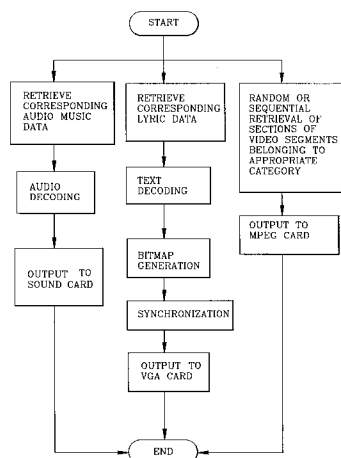 START
RETRIEVE
CORRESPONDING
AUDIO MUSIC
DATA
RETRIEVE
CORRESPONDING
LYRIC DATA
RANDOM OR
SEQUENTIAL
RETRIEVAL OF
SECTIONS OF
VIDEO SEGMENTS
BELONGING TO
APPROPRIATE
CATEGORY
AUDIO
DECODING
TEXT
DECODING
OUTPUT TO
MPEG CARD
OUTPUT TO
SOUND CARD
BITMAP
GENERATION
SYNCHRONIZATION
OUTPUT TO
VGA CARD
END